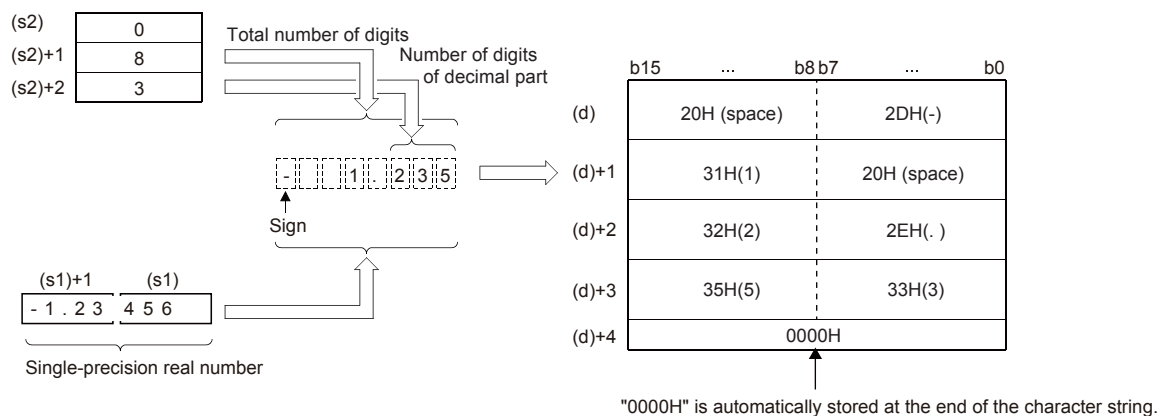 (s2) 0
(s2)+1 8
(s2)+2 3
Total number of digits
Number of digits
of decimal part
- 1 . 2 3 5
Sign
(s1)+1 (s1)
- 1 . 2 3 4 5 6
Single-precision real number
b15 ... b8 b7 ... b0
(d) 20H (space) 2DH(-)
(d)+1 31H(1) 20H (space)
(d)+2 32H(2) 2EH(. )
(d)+3 35H(5) 33H(3)
(d)+4 0000H
"0000H" is automatically stored at the end of the character string.